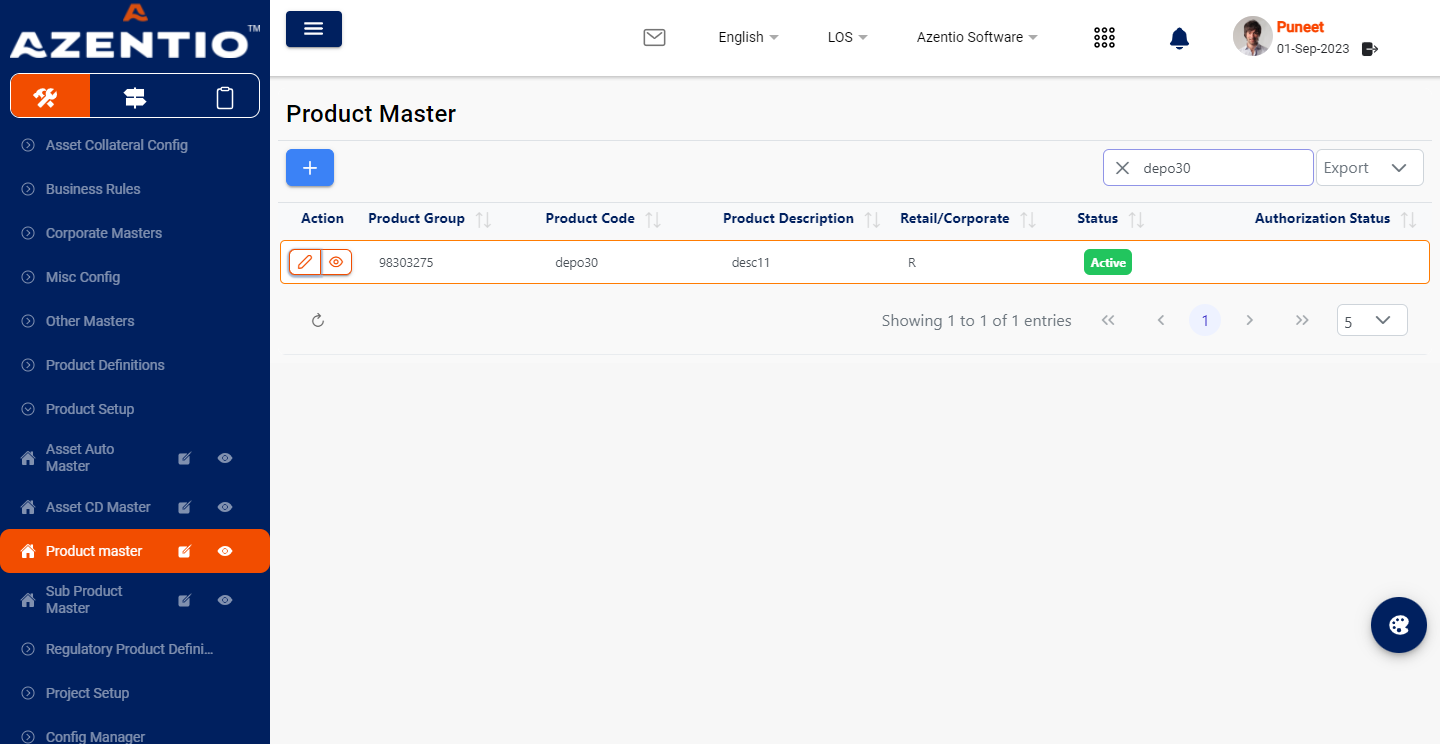 AZENTIO™
English
LOS
Azentio Software
Puneet
01-Sep-2023
Asset Collateral Config
Business Rules
Corporate Masters
Misc Config
Other Masters
Product Definitions
Product Setup
Asset Auto
Master
Asset CD Master
Product master
Sub Product
Master
Regulatory Product Defini...
Project Setup
Config Manager
Product Master
depo30
Export
Action Product Group Product Code Product Description Retail/Corporate Status Authorization Status
98303275 depo30 desc11 R Active
Showing 1 to 1 of 1 entries
1
5